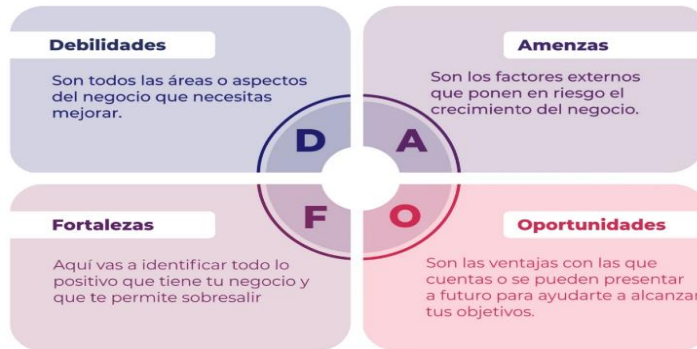 Debilidades
Son todos las áreas o aspectos
del negocio que necesitas
mejorar.
Amenzas
Son los factores externos
que ponen en riesgo el
crecimiento del negocio.
D
A
F
O
Fortalezas
Aquí vas a identificar todo lo
positivo que tiene tu negocio y
que te permite sobresalir
Oportunidades
Son las ventajas con las que
cuentas o se pueden presentar
a futuro para ayudarte a alcanzar
tus objetivos.